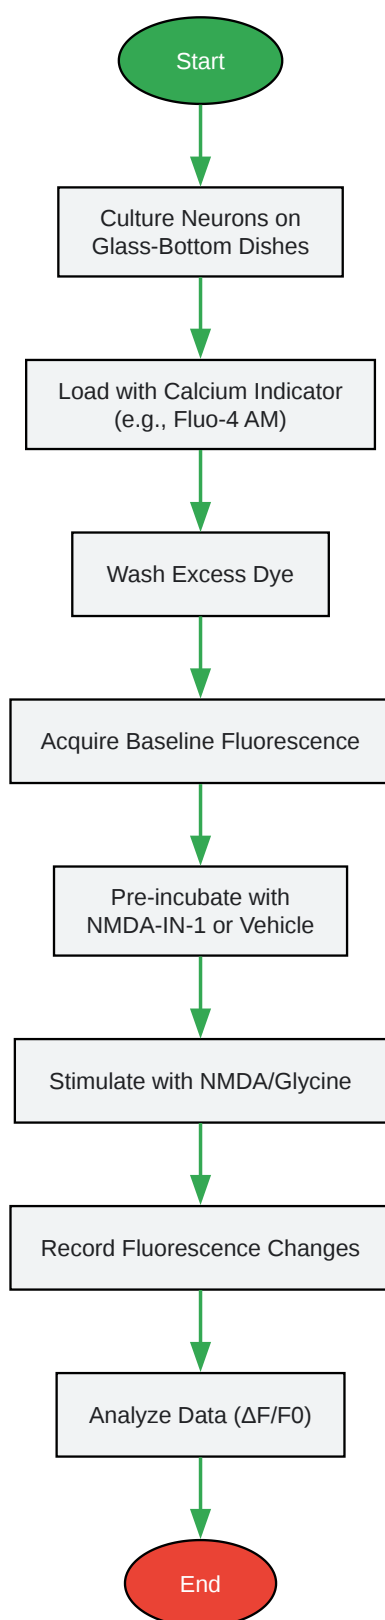 Start
Culture Neurons on
Glass-Bottom Dishes
Load with Calcium Indicator
(e.g., Fluo-4 AM)
Wash Excess Dye
Acquire Baseline Fluorescence
Pre-incubate with
NMDA-IN-1 or Vehicle
Stimulate with NMDA/Glycine
Record Fluorescence Changes
Analyze Data (ΔF/F0)
End